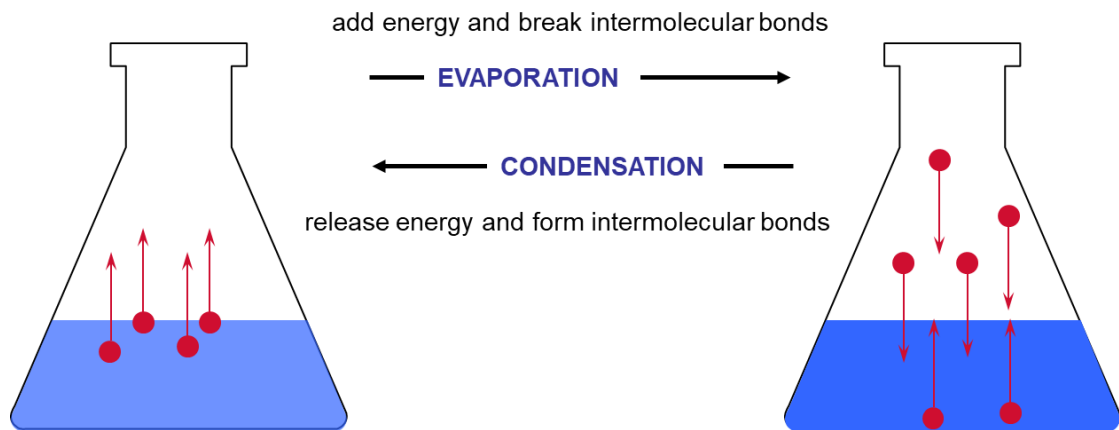 add energy and break intermolecular bonds
EVAPORATION
CONDENSATION
release energy and form intermolecular bonds